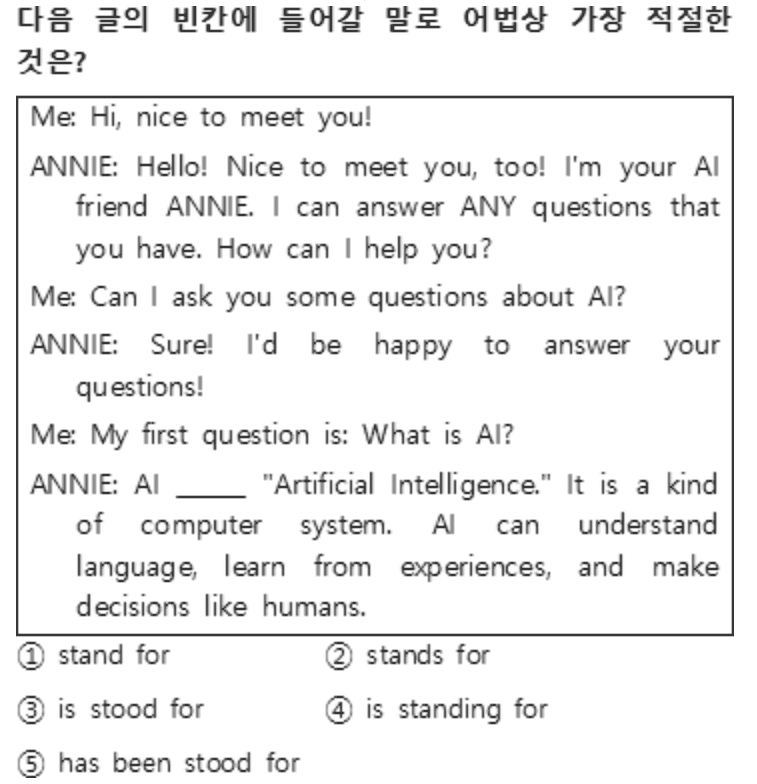 다음 글의 빈칸에 들어갈 말로 어법상 가장 적절한
것은?
Me: Hi, nice to meet you!
ANNIE: Hello! Nice to meet you, too! I'm your AI
friend ANNIE. I can answer ANY questions that
you have. How can I help you?
Me: Can I ask you some questions about AI?
ANNIE: Sure! I'd be happy to answer your
questions!
Me: My first question is: What is AI?
ANNIE: AI _____ "Artificial Intelligence." It is a kind
of computer system. AI can understand
language, learn from experiences, and make
decisions like humans.
① stand for ② stands for
③ is stood for ④ is standing for
⑤ has been stood for